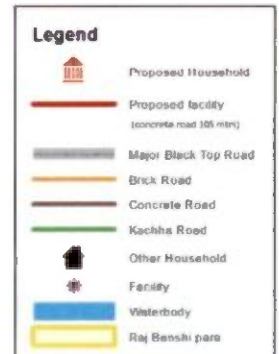 Legend
Proposed Household
Proposed facility
(concrete road 105 mtrs)
Major Black Top Road
Brick Road
Concrete Road
Kachha Road
Other Household
Facility
Waterbody
Raj Banshi para